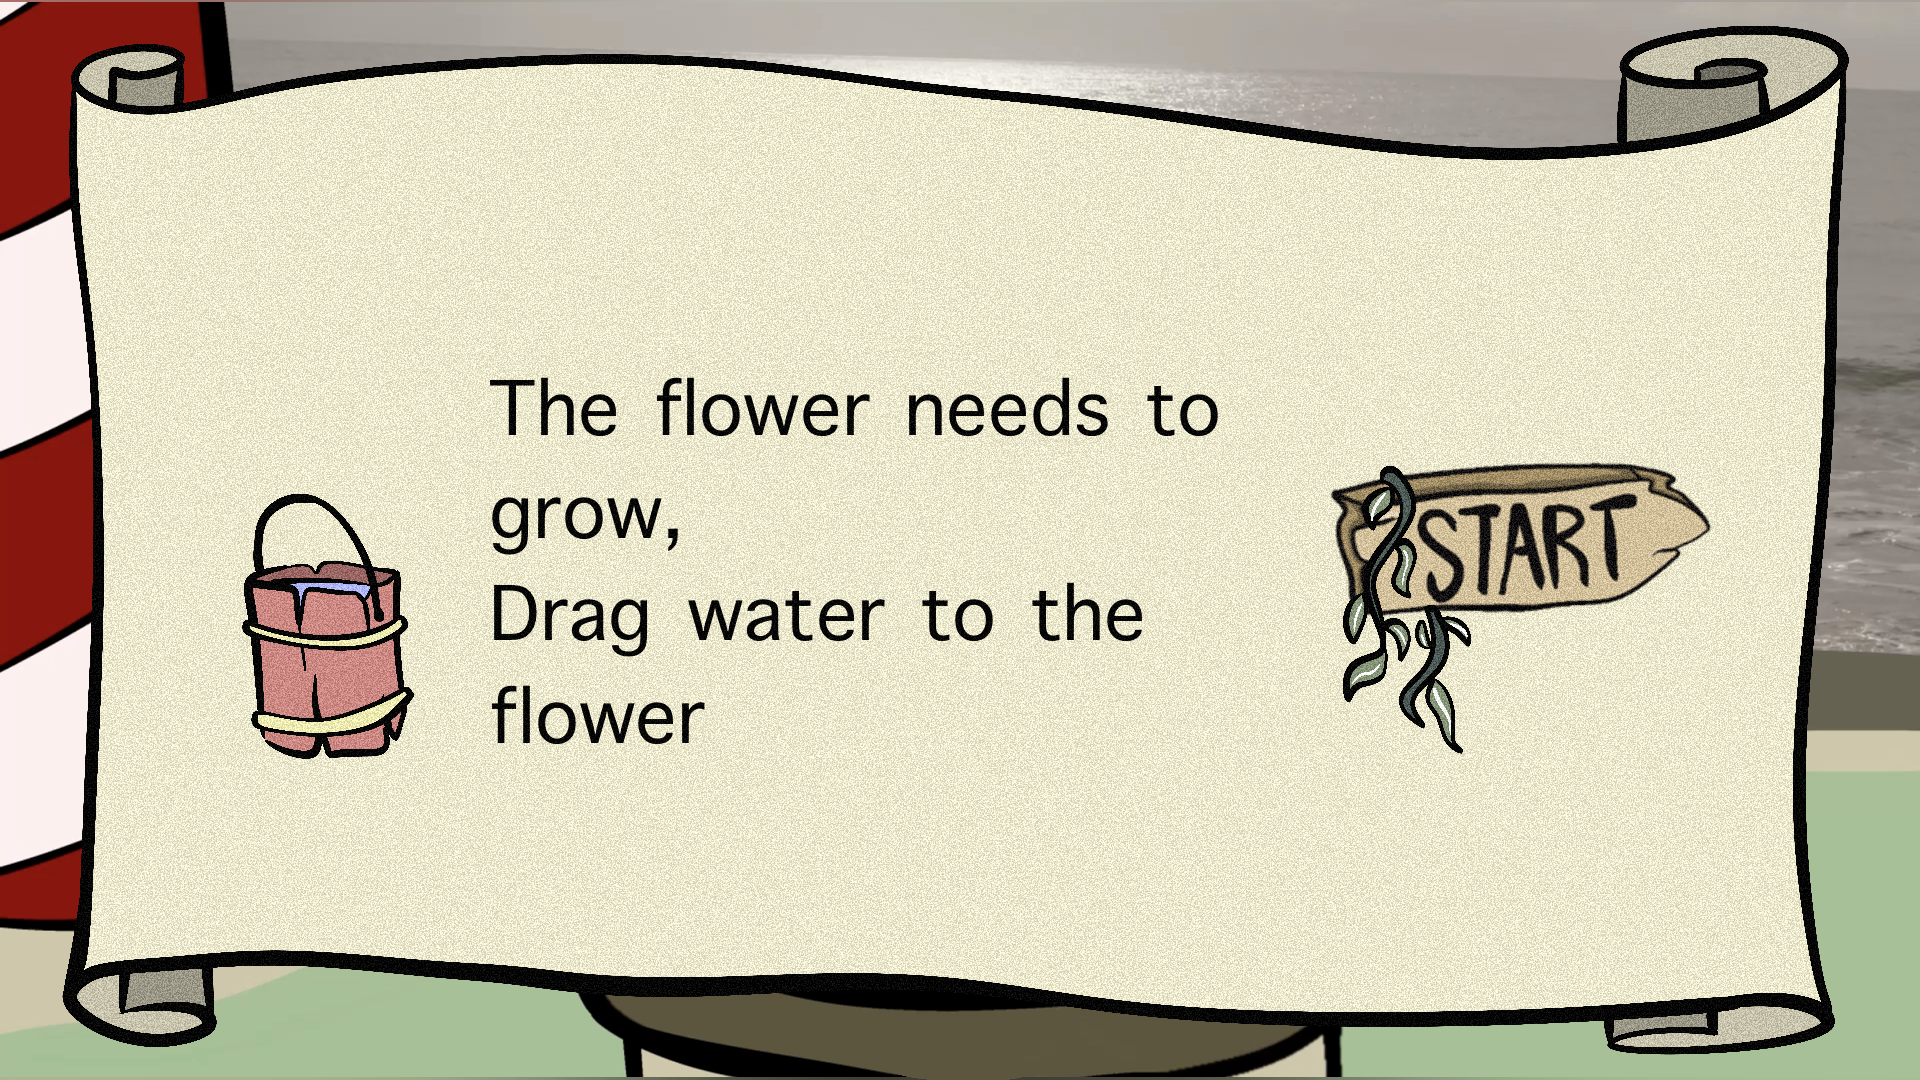 The flower needs to
grow,
Drag water to the
flower
START